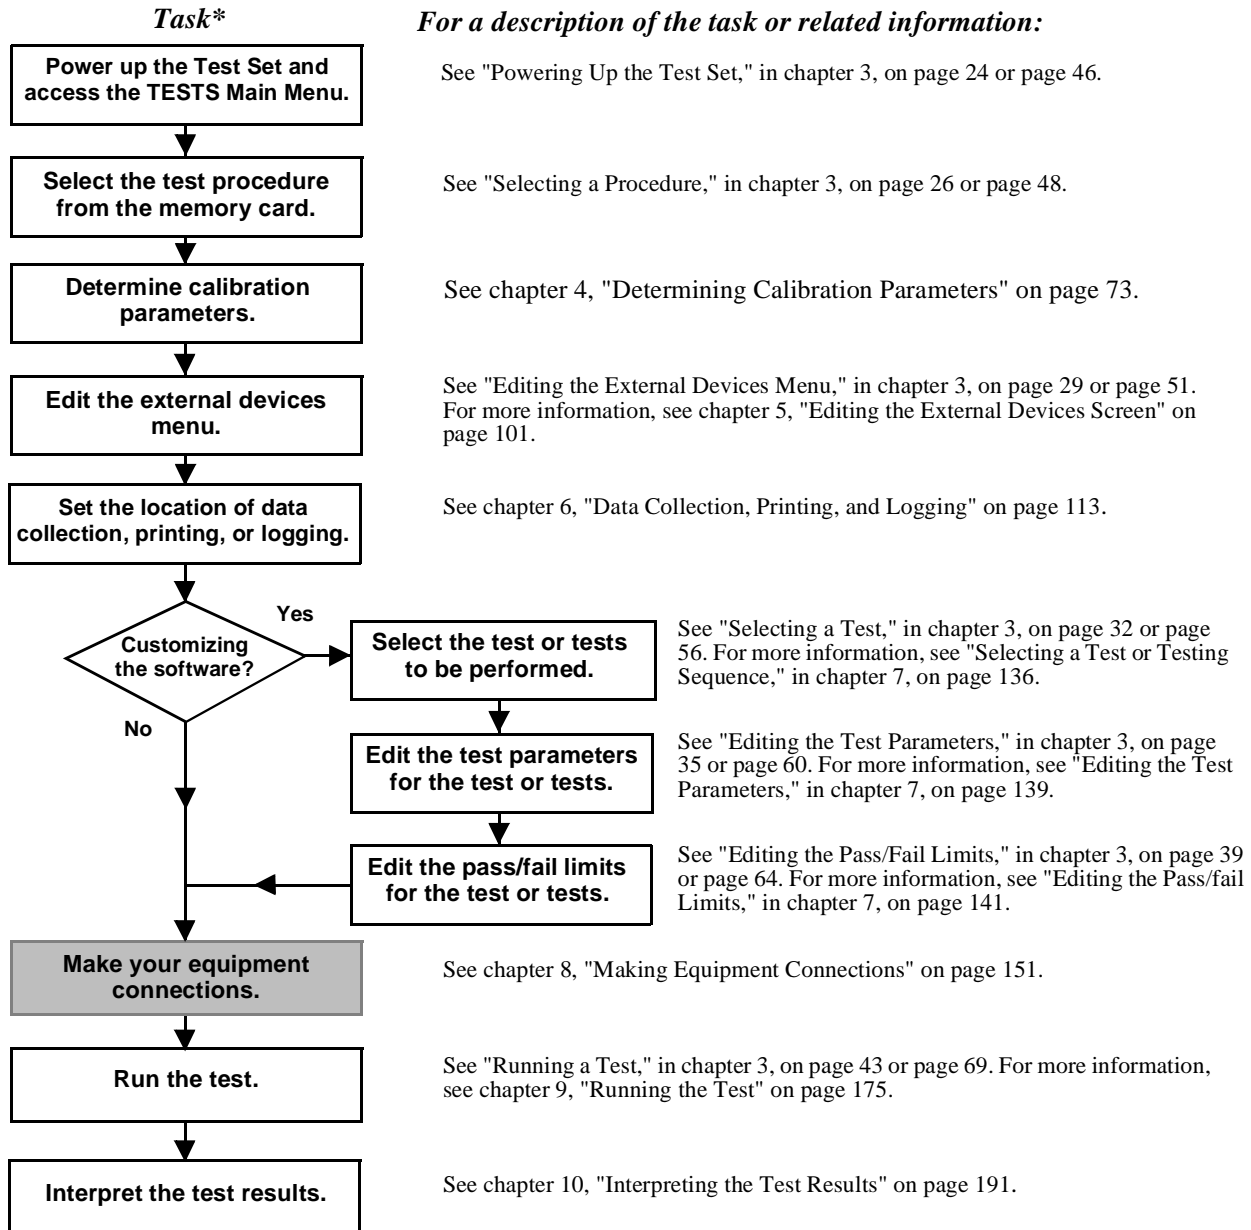 Task*
For a description of the task or related information:
Power up the Test Set and
access the TESTS Main Menu.
See "Powering Up the Test Set," in chapter 3, on page 24 or page 46.
Select the test procedure
from the memory card.
See "Selecting a Procedure," in chapter 3, on page 26 or page 48.
Determine calibration
parameters.
See chapter 4, "Determining Calibration Parameters" on page 73.
Edit the external devices
menu.
See "Editing the External Devices Menu," in chapter 3, on page 29 or page 51.
For more information, see chapter 5, "Editing the External Devices Screen" on
page 101.
Set the location of data
collection, printing, or logging.
See chapter 6, "Data Collection, Printing, and Logging" on page 113.
Customizing
the software?
Yes
No
Select the test or tests
to be performed.
See "Selecting a Test," in chapter 3, on page 32 or page
56. For more information, see "Selecting a Test or Testing
Sequence," in chapter 7, on page 136.
Edit the test parameters
for the test or tests.
See "Editing the Test Parameters," in chapter 3, on page
35 or page 60. For more information, see "Editing the Test
Parameters," in chapter 7, on page 139.
Edit the pass/fail limits
for the test or tests.
See "Editing the Pass/Fail Limits," in chapter 3, on page 39
or page 64. For more information, see "Editing the Pass/fail
Limits," in chapter 7, on page 141.
Make your equipment
connections.
See chapter 8, "Making Equipment Connections" on page 151.
Run the test.
See "Running a Test," in chapter 3, on page 43 or page 69. For more information,
see chapter 9, "Running the Test" on page 175.
Interpret the test results.
See chapter 10, "Interpreting the Test Results" on page 191.